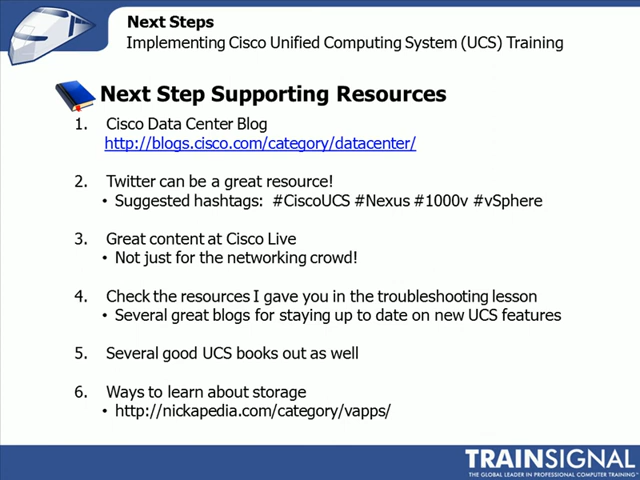 Next Steps
Implementing Cisco Unified Computing System (UCS) Training
Next Step Supporting Resources
1. Cisco Data Center Blog
http://blogs.cisco.com/category/datacenter/
2. Twitter can be a great resource!
• Suggested hashtags: #CiscoUCS #Nexus #1000v #vSphere
3. Great content at Cisco Live
• Not just for the networking crowd!
4. Check the resources I gave you in the troubleshooting lesson
• Several great blogs for staying up to date on new UCS features
5. Several good UCS books out as well
6. Ways to learn about storage
• http://nickapedia.com/category/vapps/
TRAINSIGNAL
THE GLOBAL LEADER IN PROFESSIONAL COMPUTER TRAINING